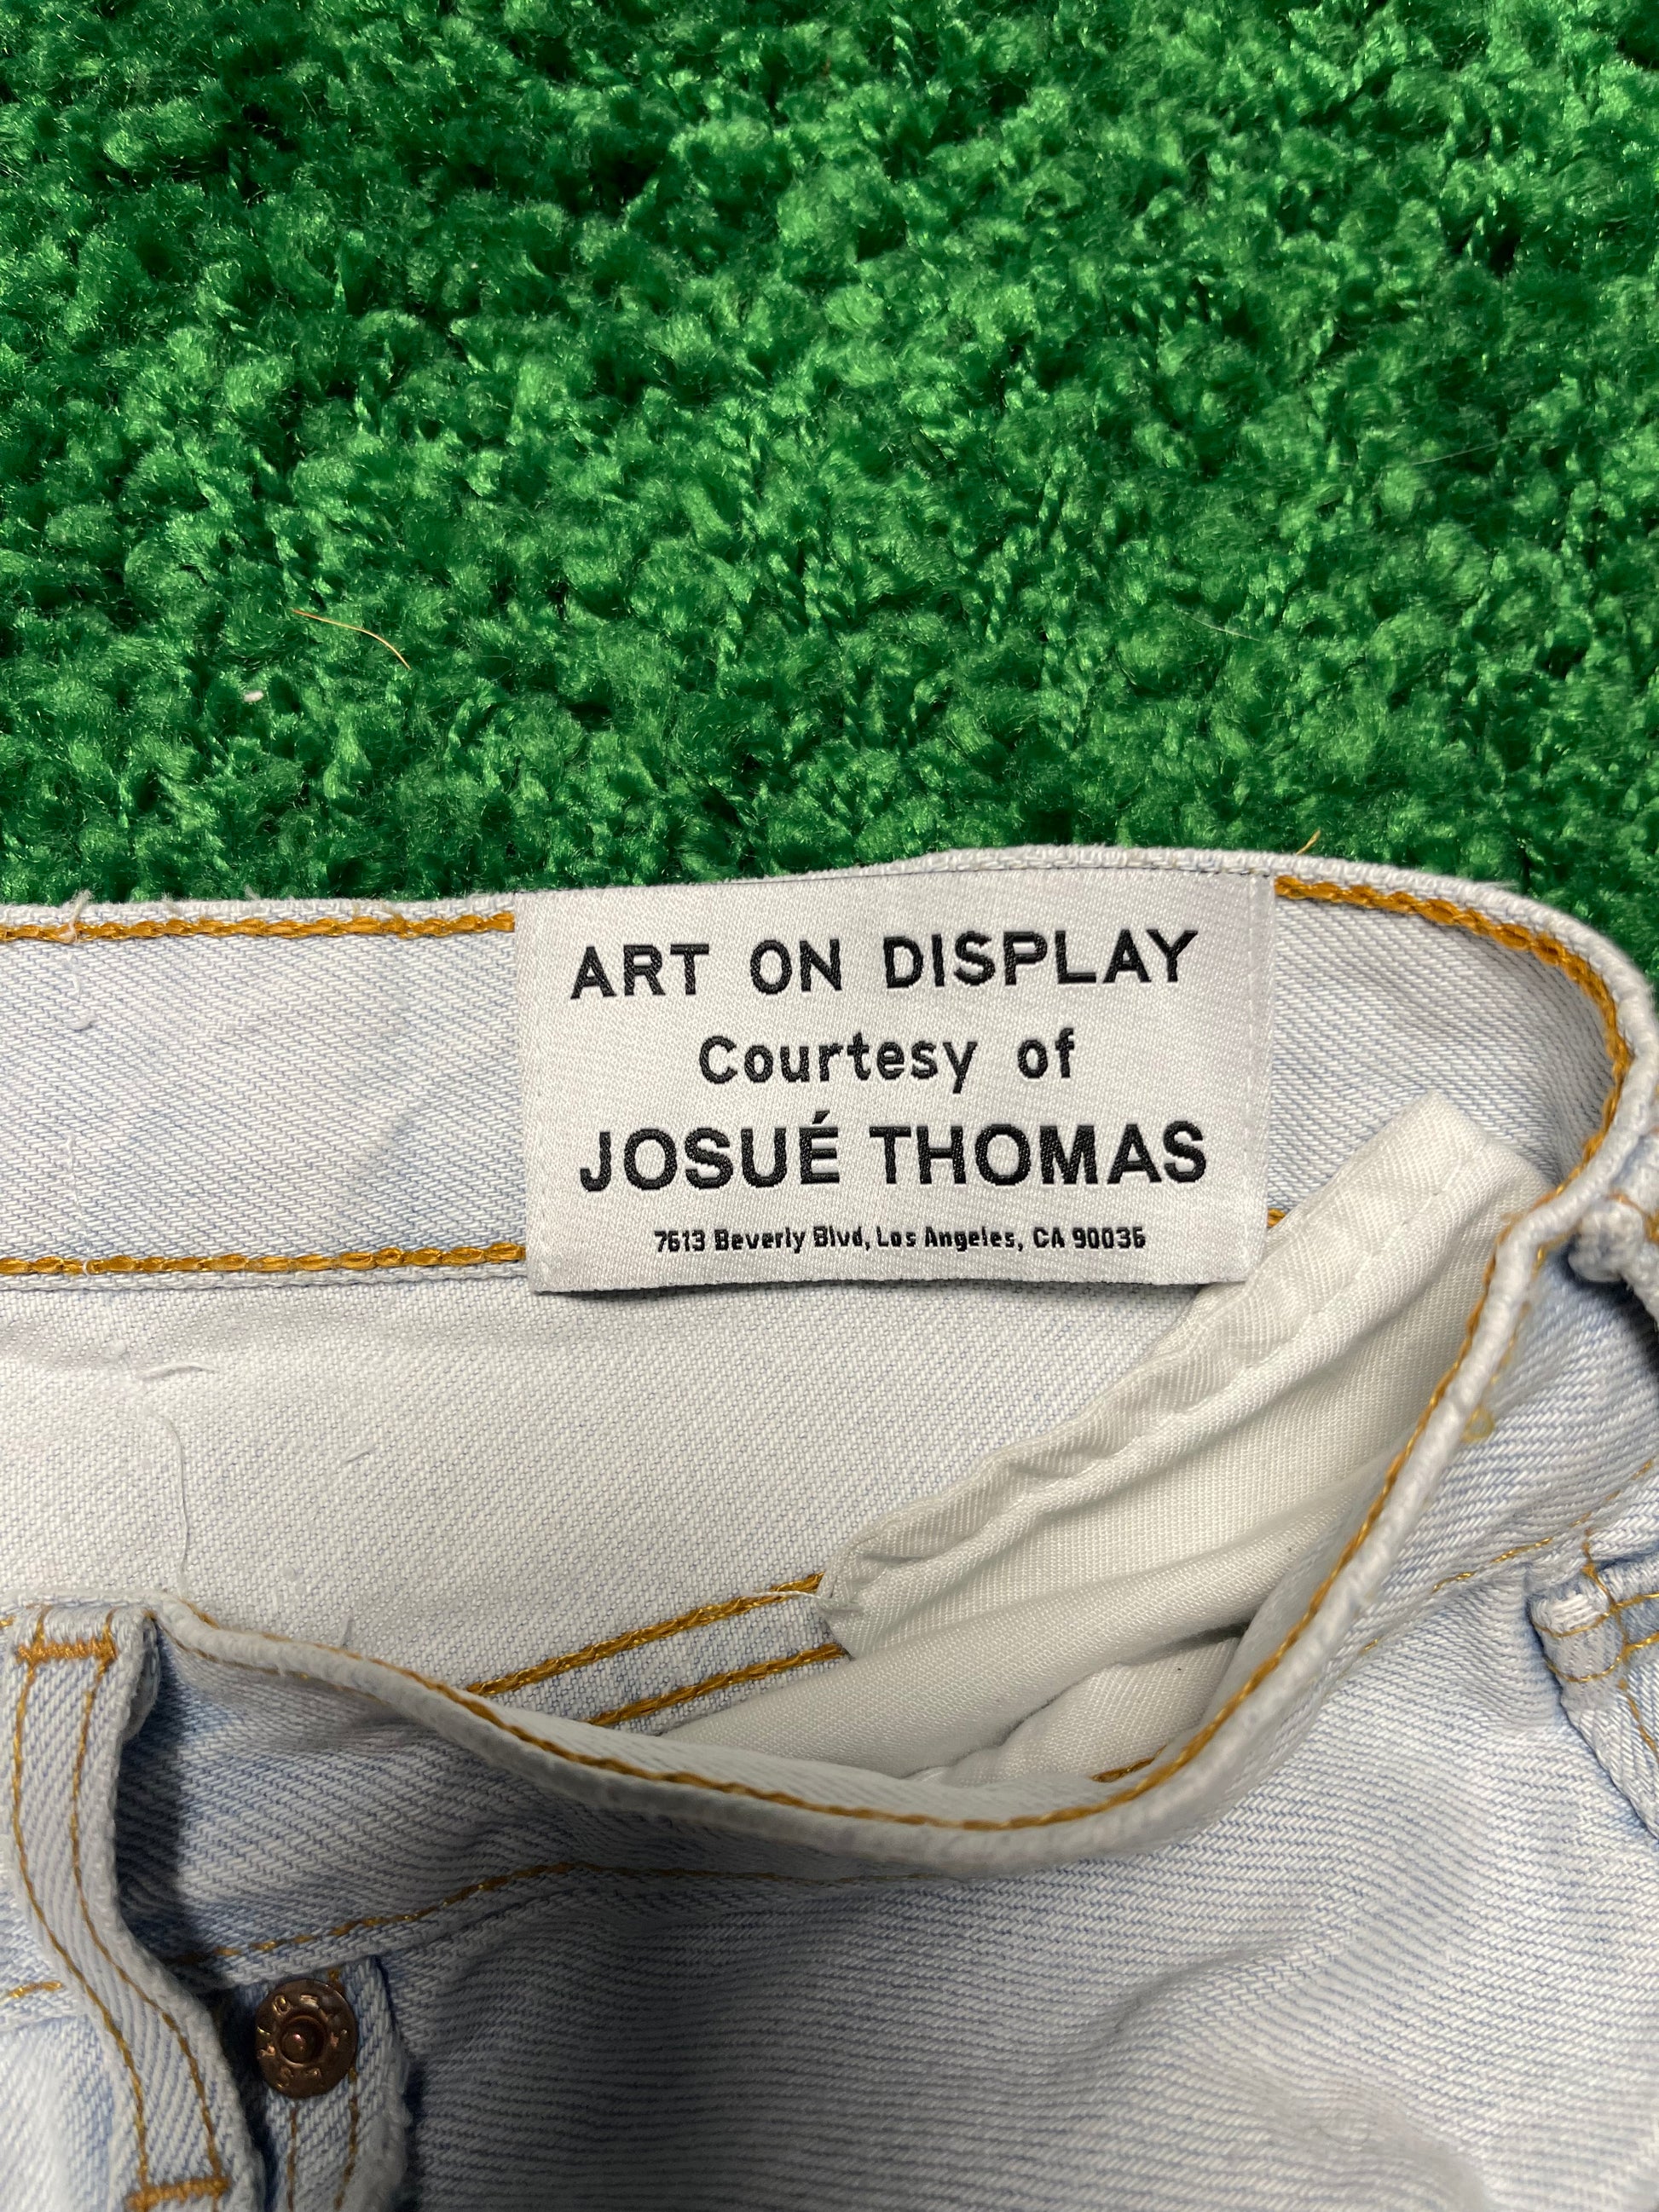 ART ON DISPLAY
Courtesy of
JOSUÉ THOMAS
7613 Beverly Blvd, Los Angeles, CA 90036